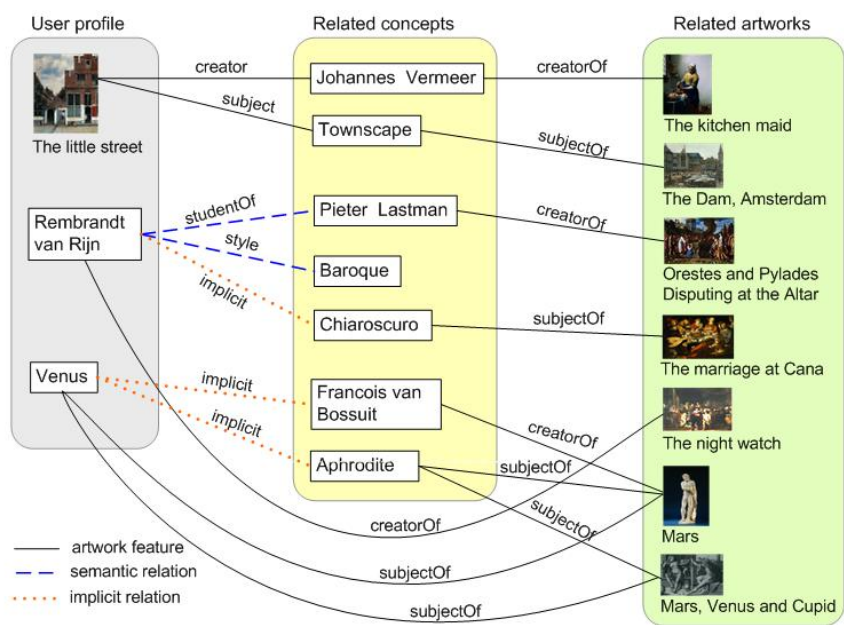 User profile
Related concepts
Related artworks
The little street
Rembrandt
van Rijn
Venus
creator
subject
studentOf
style
implicit
implicit
implicit
Johannes Vermeer
Townscape
Pieter Lastman
Baroque
Chiaroscuro
Francois van
Bossuit
Aphrodite
creatorOf
subjectOf
creatorOf
subjectOf
creatorOf
subjectOf
subjectOf
creatorOf
subjectOf
subjectOf
The kitchen maid
The Dam, Amsterdam
Orestes and Pylades
Disputing at the Altar
The marriage at Cana
The night watch
Mars
Mars, Venus and Cupid
artwork feature
semantic relation
implicit relation